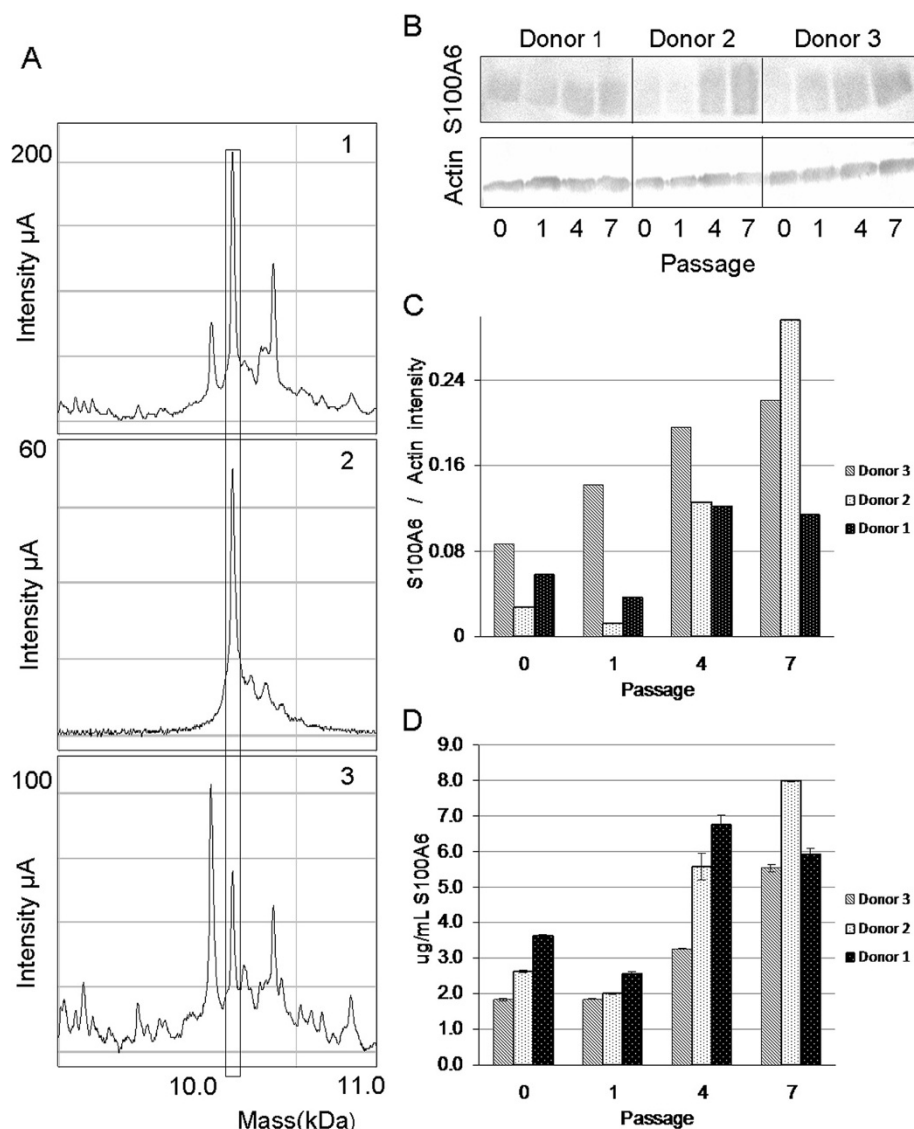 A
200
1
Intensity µA
60
2
Intensity µA
100
3
Intensity µA
10.0 11.0
Mass(kDa)
B
Donor 1 Donor 2 Donor 3
S100A6
Actin
0 1 4 7 0 1 4 7 0 1 4 7
Passage
C
S100A6 / Actin intensity
0.24
0.16
0.08
0
0 1 4 7
Passage
Donor 3
Donor 2
Donor 1
D
ug/mL S100A6
9.0
8.0
7.0
6.0
5.0
4.0
3.0
2.0
1.0
0.0
0 1 4 7
Passage
Donor 3
Donor 2
Donor 1